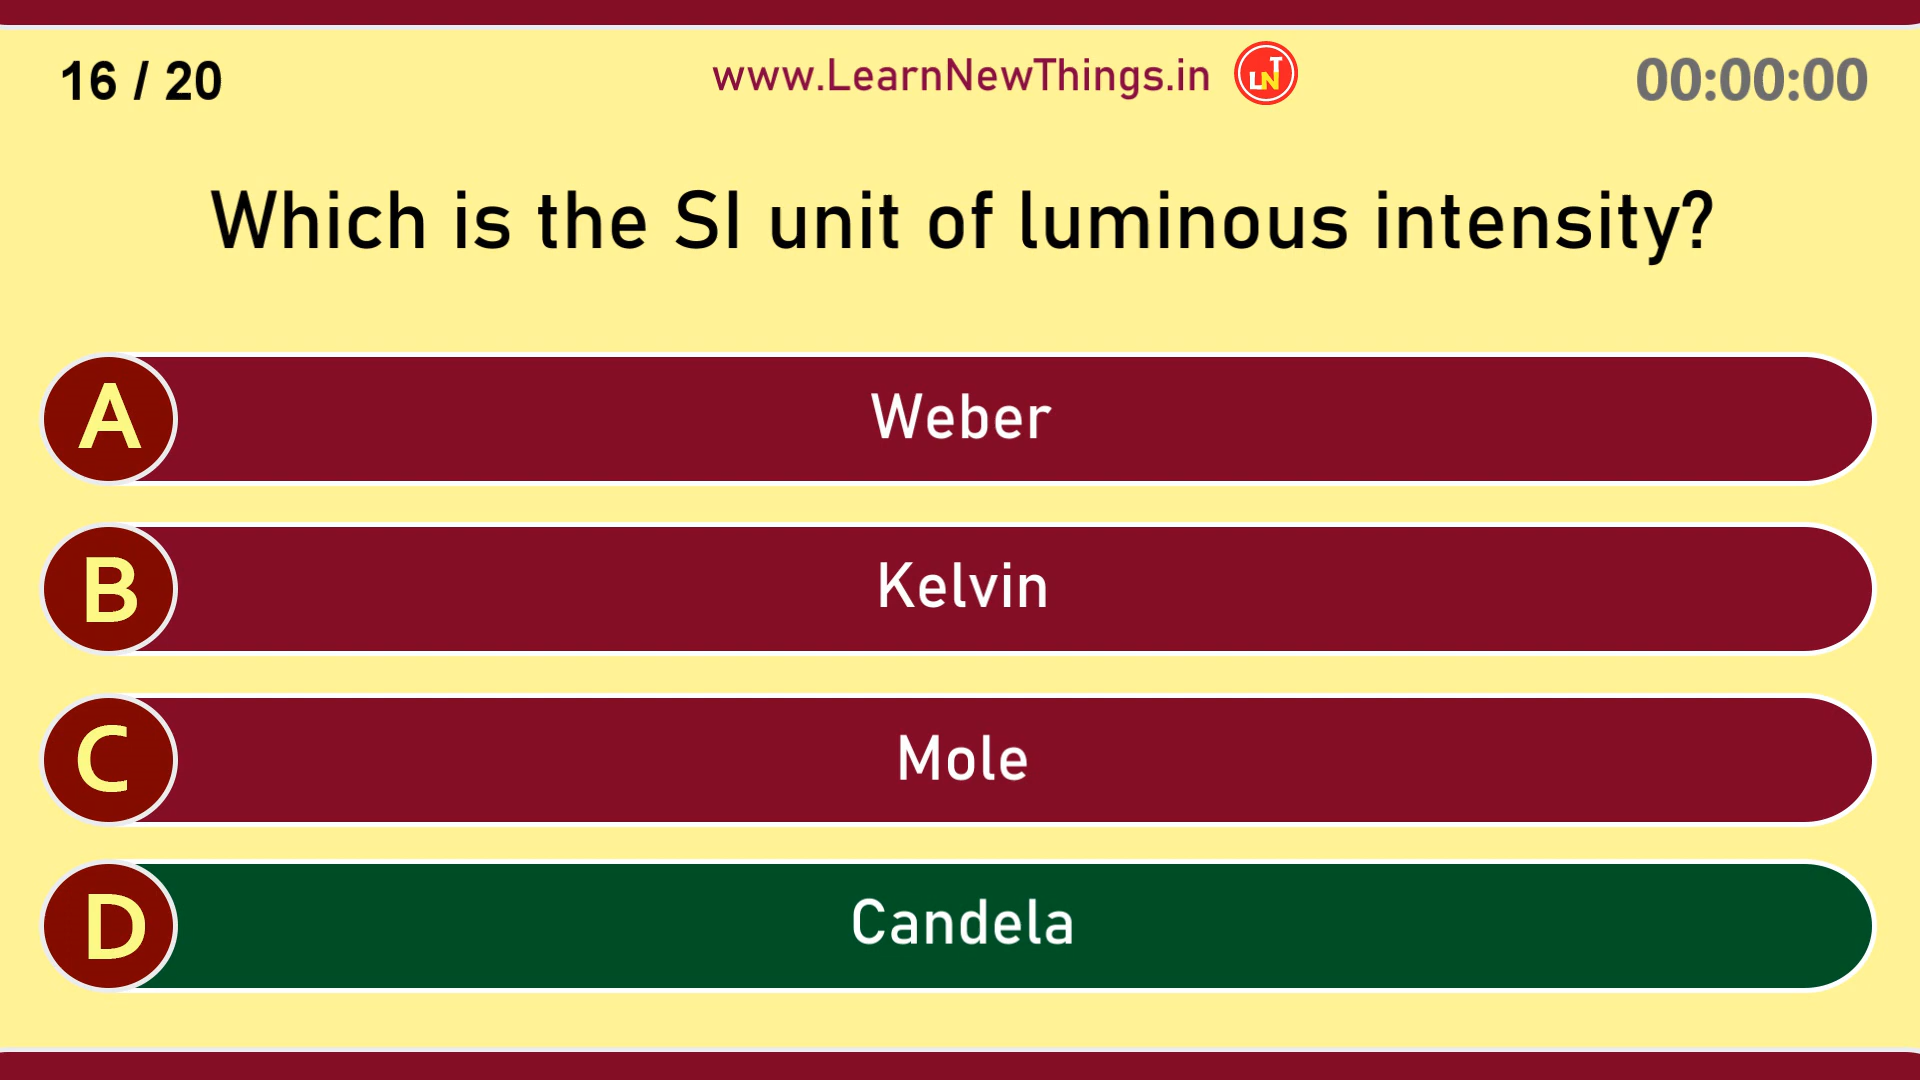 16 / 20
www.LearnNewThings.in
LNT
00:00:00
Which is the SI unit of luminous intensity?
A Weber
B Kelvin
C Mole
D Candela